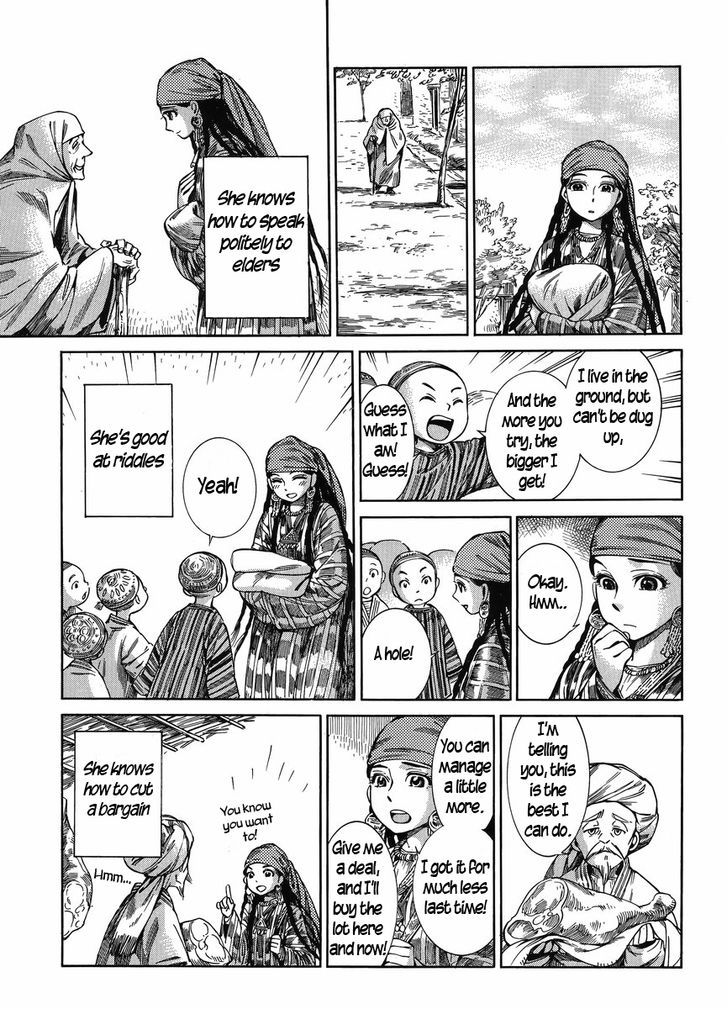 She knows
how to speak
politely to
elders
I live in the
ground, but
can't be dug
up,
And the
more you
try, the
bigger I
get!
Guess
what I
am!
Guess!
Okay.
Hmm..
A hole!
Yeah!
She's good
at riddles
I'm
telling
you, this
is the
best I
can do.
You can
manage
a little
more.
I got it for
much less
last time!
Give me
a deal,
and I'll
buy the
lot here
and now!
You know
you want
to!
Hmm...
She knows
how to cut
a bargain